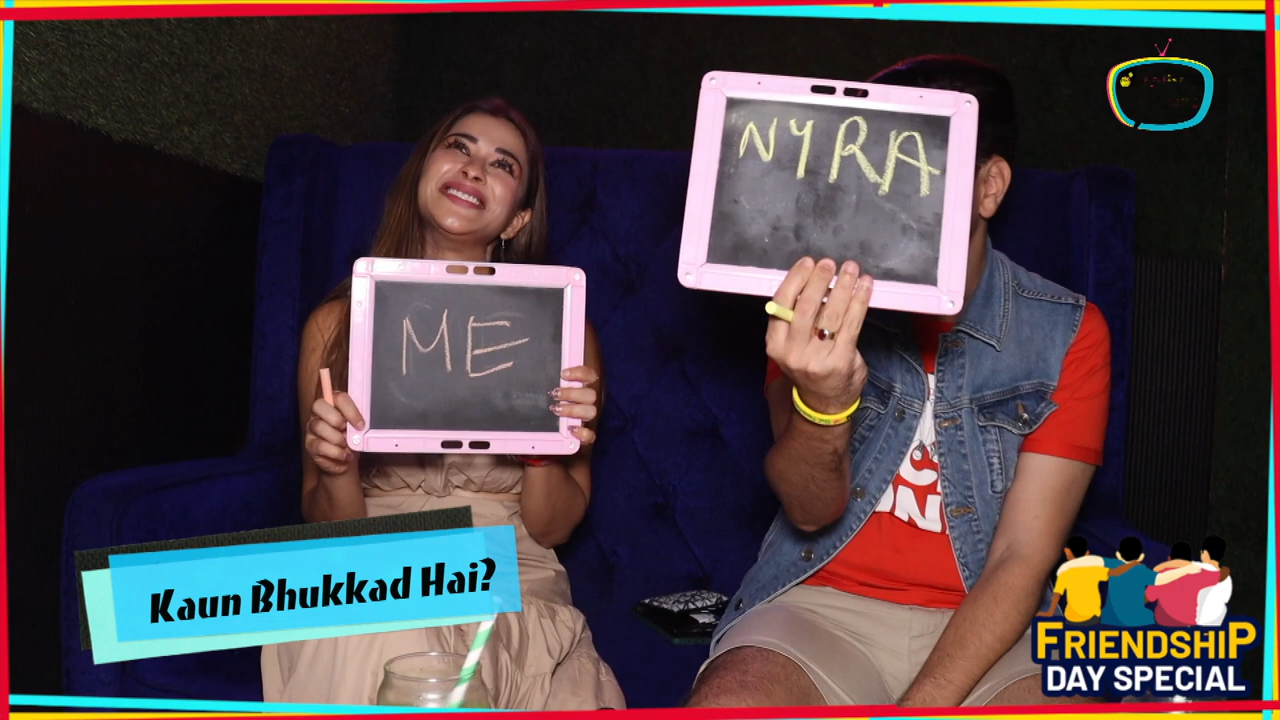 NYRA
ME
Kaun Bhukkad Hai?
FRIENDSHIP
DAY SPECIAL